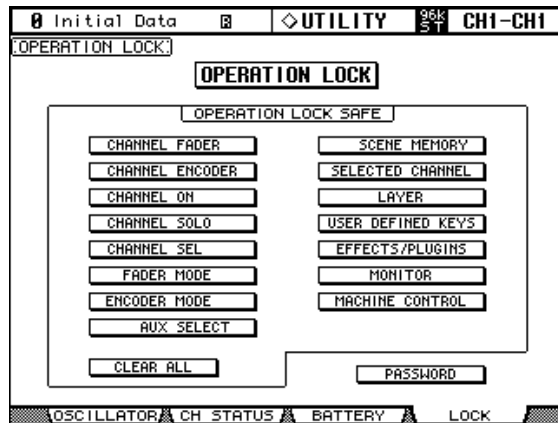 0 Initial Data R ◇UTILITY 96K ST CH1-CH1
OPERATION LOCK
OPERATION LOCK
OPERATION LOCK SAFE
CHANNEL FADER
CHANNEL ENCODER
CHANNEL ON
CHANNEL SOLO
CHANNEL SEL
FADER MODE
ENCODER MODE
AUX SELECT
SCENE MEMORY
SELECTED CHANNEL
LAYER
USER DEFINED KEYS
EFFECTS/PLUGINS
MONITOR
MACHINE CONTROL
CLEAR ALL
PASSWORD
OSCILLATOR CH STATUS BATTERY LOCK